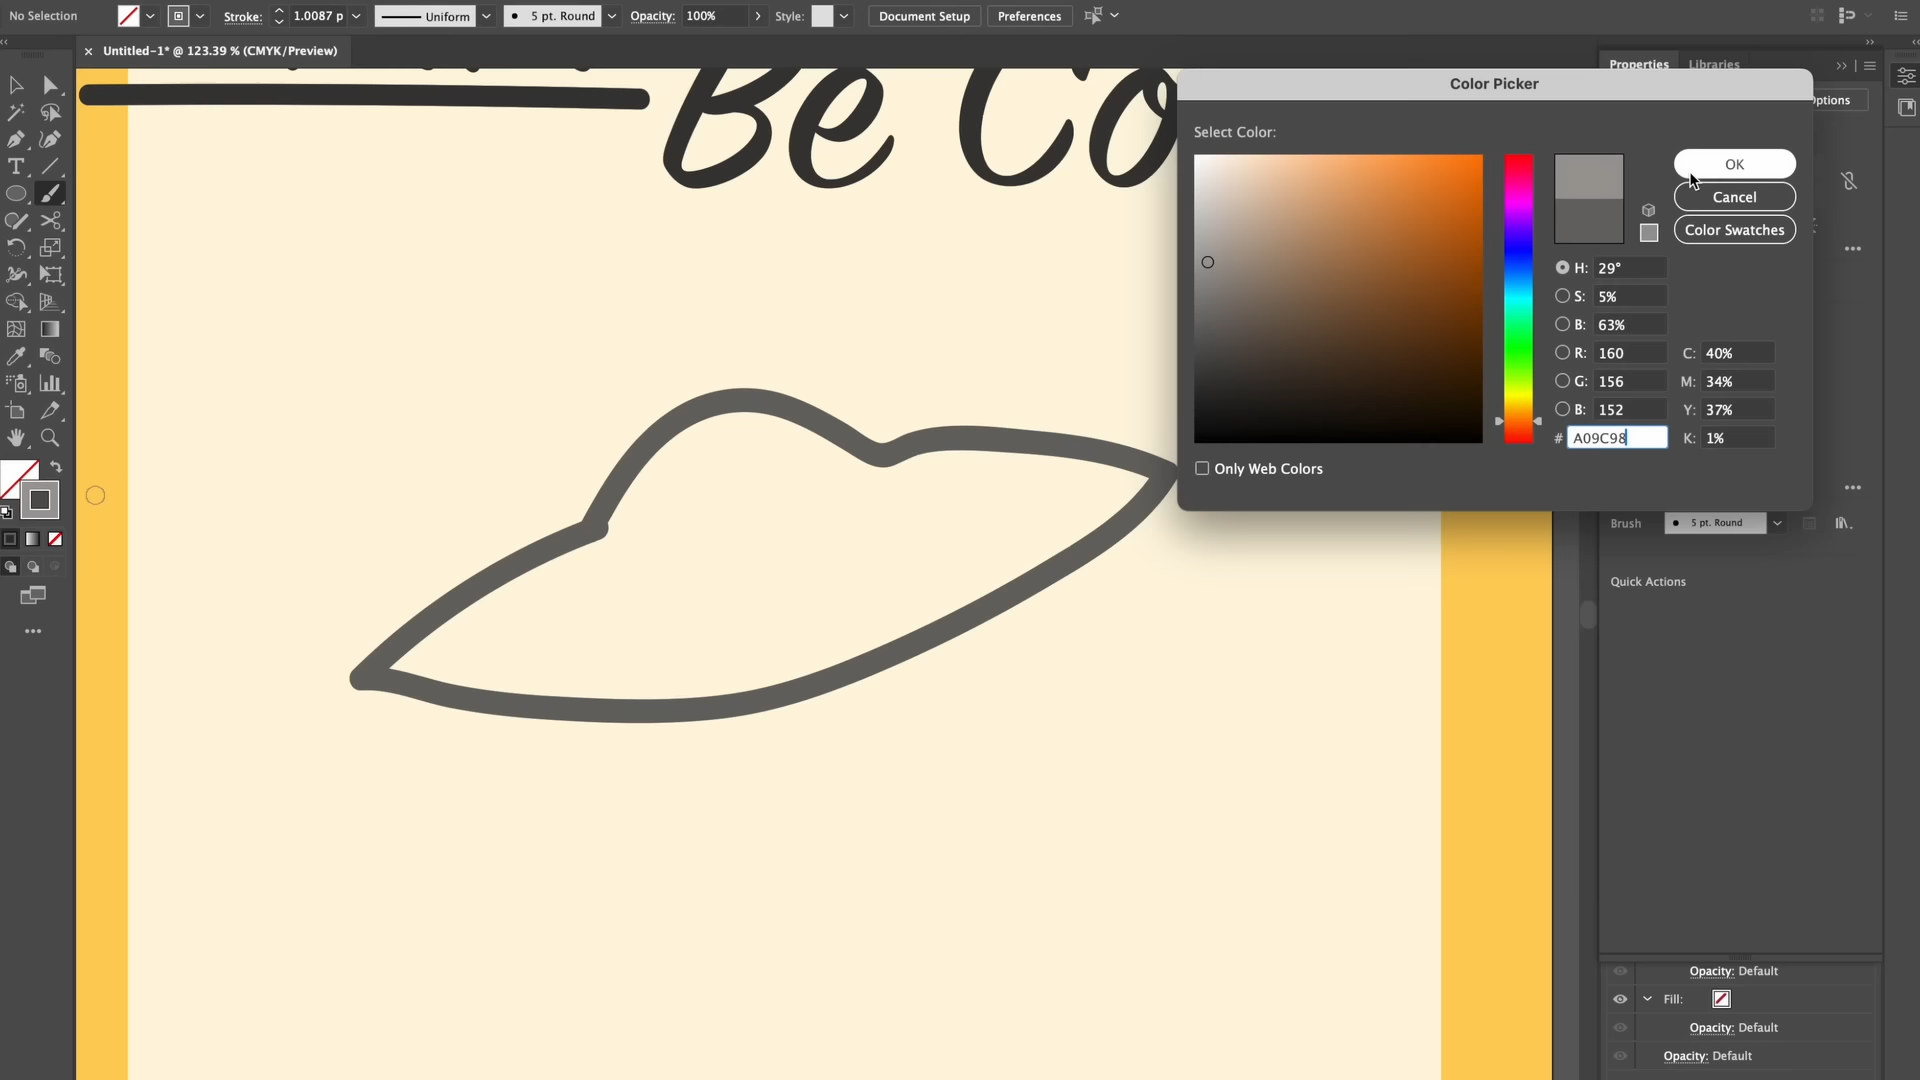 No Selection
Stroke: 1.0087 p
Uniform
5 pt. Round
Opacity: 100%
Style:
Document Setup
Preferences
Untitled-1* @ 123.39 % (CMYK/Preview)
Properties
Libraries
Be Co
Color Picker
Options
Select Color:
OK
Cancel
Color Swatches
H: 29°
S: 5%
B: 63%
R: 160
C: 40%
G: 156
M: 34%
B: 152
Y: 37%
# A09C98
K: 1%
Only Web Colors
Brush
5 pt. Round
Quick Actions
Opacity: Default
Fill:
Opacity: Default
Opacity: Default